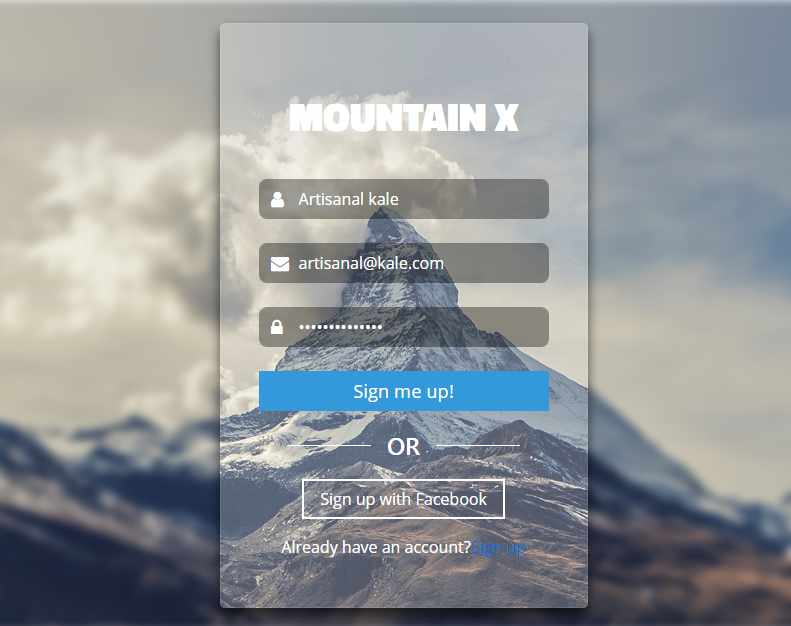 MOUNTAIN X
Artisanal kale
artisanal@kale.com
••••••••••••••
Sign me up!
OR
Sign up with Facebook
Already have an account?Sign up